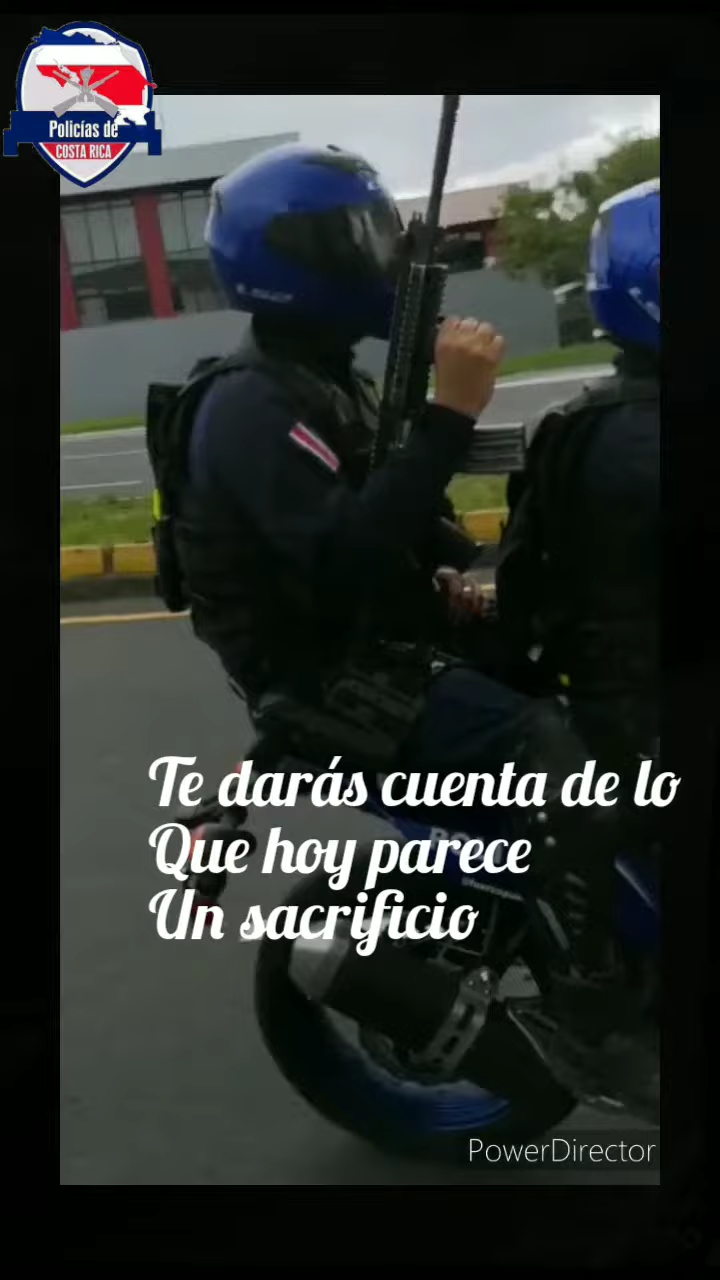 Policías de
COSTA RICA
Te darás cuenta de lo
Que hoy parece
Un sacrificio
PowerDirector